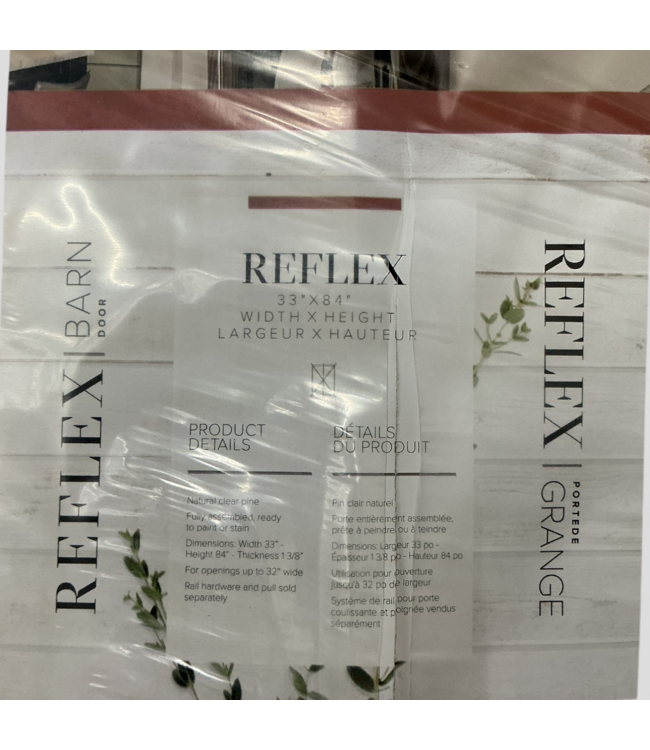 REFLEX | BARN
DOOR
REFLEX
33"X84"
WIDTH X HEIGHT
LARGEUR X HAUTEUR
PRODUCT
DETAILS
Natural clear pine
Fully assembled, ready
to paint or stain
Dimensions: Width 33" -
Height 84" - Thickness 1 3/8"
For openings up to 32" wide
Rail hardware and pull sold
separately
DÉTAILS
DU PRODUIT
Pin clair naturel
Porte entièrement assemblée,
prête à peindre ou à teindre
Dimensions: Largeur 33 po -
Épaisseur 1 3/8 po - Hauteur 84 po
Utilisation pour ouverture
jusqu'à 32 po de largeur
Système de rail pour porte
coulissante et poignée vendus
séparément
REFLEX | PORTE DE
GRANGE